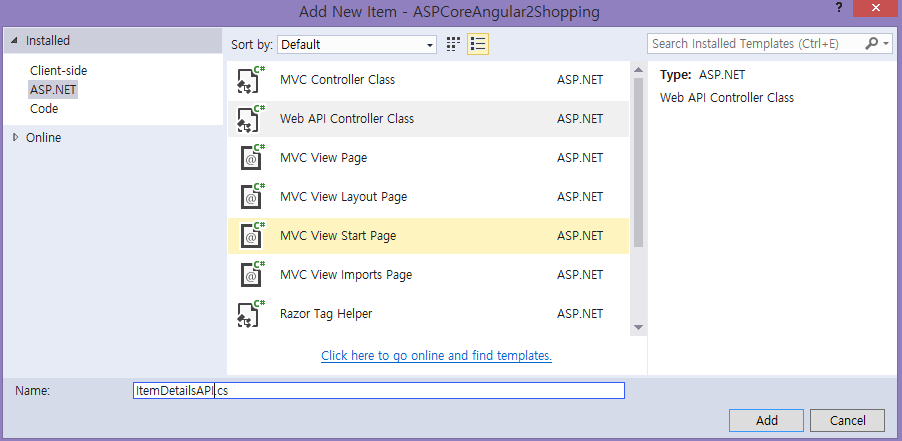 Add New Item - ASPCoreAngular2Shopping
? ×
Installed
Client-side
ASP.NET
Code
Online
Sort by: Default
MVC Controller Class ASP.NET
Web API Controller Class ASP.NET
MVC View Page ASP.NET
MVC View Layout Page ASP.NET
MVC View Start Page ASP.NET
MVC View Imports Page ASP.NET
Razor Tag Helper ASP.NET
Click here to go online and find templates.
Search Installed Templates (Ctrl+E)
Type: ASP.NET
Web API Controller Class
Name: ItemDetailsAPI.cs
Add Cancel